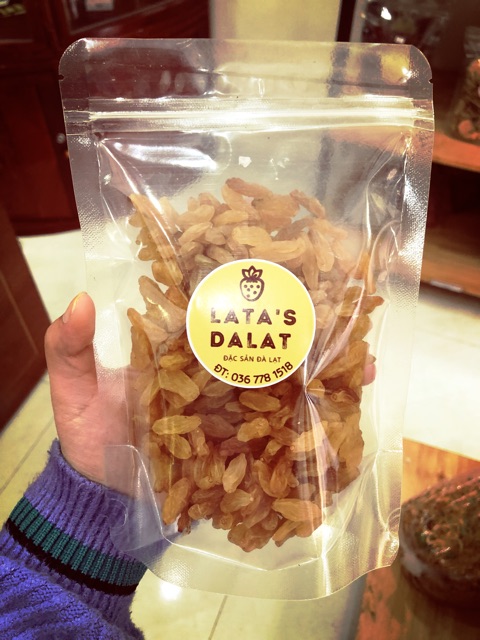 LATA'S
DALAT
ĐẶC SẢN ĐÀ LẠT
ĐT: 036 778 1518